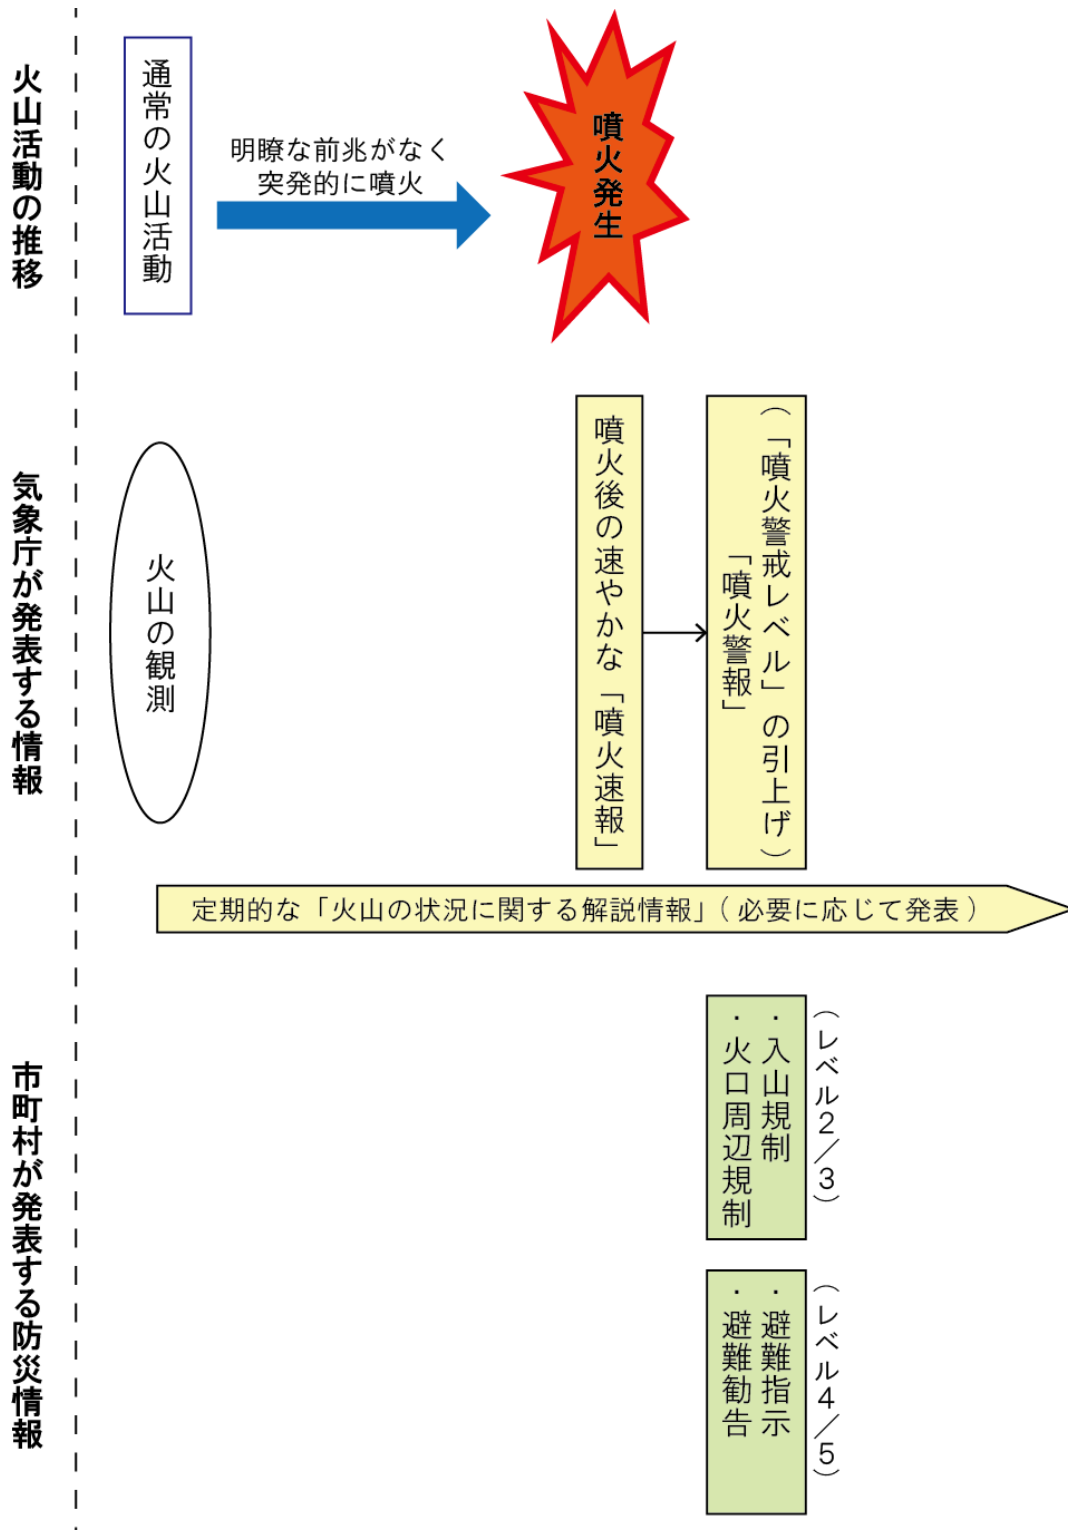 火山活動の推移
通常の火山活動
明瞭な前兆がなく
突発的に噴火
噴火発生
気象庁が発表する情報
火山の観測
噴火後の速やかな「噴火速報」
（「噴火警戒レベル」の引上げ）
「噴火警報」
定期的な「火山の状況に関する解説情報」（必要に応じて発表）
市町村が発表する防災情報
（レベル2／3）
・入山規制
・火口周辺規制
（レベル4／5）
・避難指示
・避難勧告